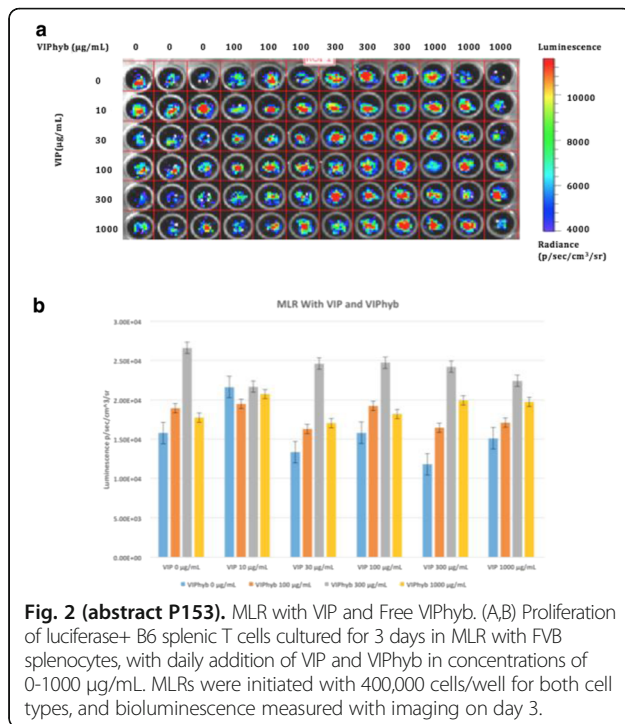 a
VIPhyb (µg/mL) 0 0 0 100 100 100 300 300 300 1000 1000 1000 Luminescence
VIP(µg/mL)
0
10
30
100
300
1000
10000
8000
6000
4000
Radiance
(p/sec/cm³/sr)
b
MLR With VIP and VIPhyb
Luminescence p/sec/cm^3/sr
3.00E+04
2.50E+04
2.00E+04
1.50E+04
1.00E+04
5.00E+03
0.00E+00
VIP 0 µg/mL VIP 10 µg/mL VIP 30 µg/mL VIP 100 µg/mL VIP 300 µg/mL VIP 1000 µg/mL
VIPhyb 0 µg/mL VIPhyb 100 µg/mL VIPhyb 300 µg/mL VIPhyb 1000 µg/mL
Fig. 2 (abstract P153). MLR with VIP and Free VIPhyb. (A,B) Proliferation
of luciferase+ B6 splenic T cells cultured for 3 days in MLR with FVB
splenocytes, with daily addition of VIP and VIPhyb in concentrations of
0-1000 µg/mL. MLRs were initiated with 400,000 cells/well for both cell
types, and bioluminescence measured with imaging on day 3.